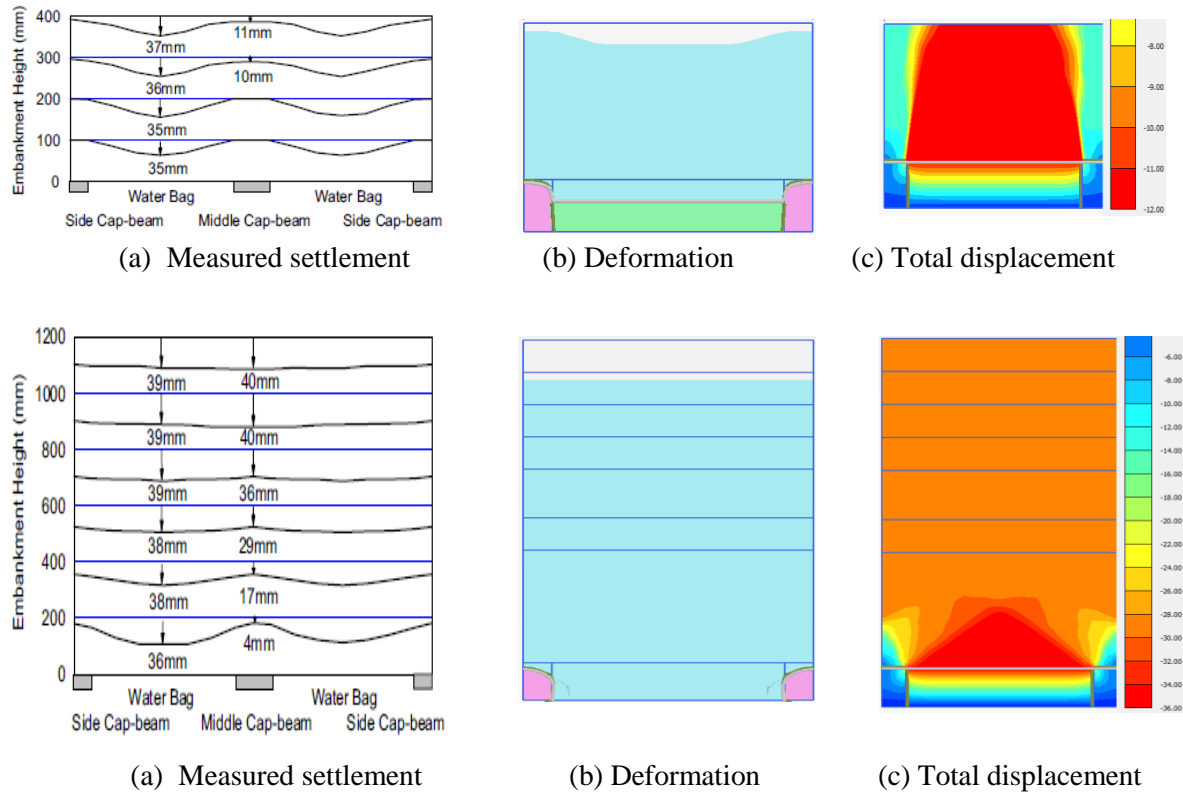 400
300
200
100
0
Embankment Height (mm)
37mm
11mm
36mm
10mm
35mm
35mm
Water Bag
Water Bag
Side Cap-beam
Middle Cap-beam
Side Cap-beam
-8.00
-9.00
-10.00
-11.00
-12.00
(a) Measured settlement
(b) Deformation
(c) Total displacement
1200
1000
800
600
400
200
0
Embankment Height (mm)
39mm
40mm
39mm
40mm
39mm
36mm
38mm
29mm
38mm
17mm
36mm
4mm
Water Bag
Water Bag
Side Cap-beam
Middle Cap-beam
Side Cap-beam
-6.00
-8.00
-10.00
-12.00
-14.00
-16.00
-18.00
-20.00
-22.00
-24.00
-26.00
-28.00
-30.00
-32.00
-34.00
-36.00
(a) Measured settlement
(b) Deformation
(c) Total displacement